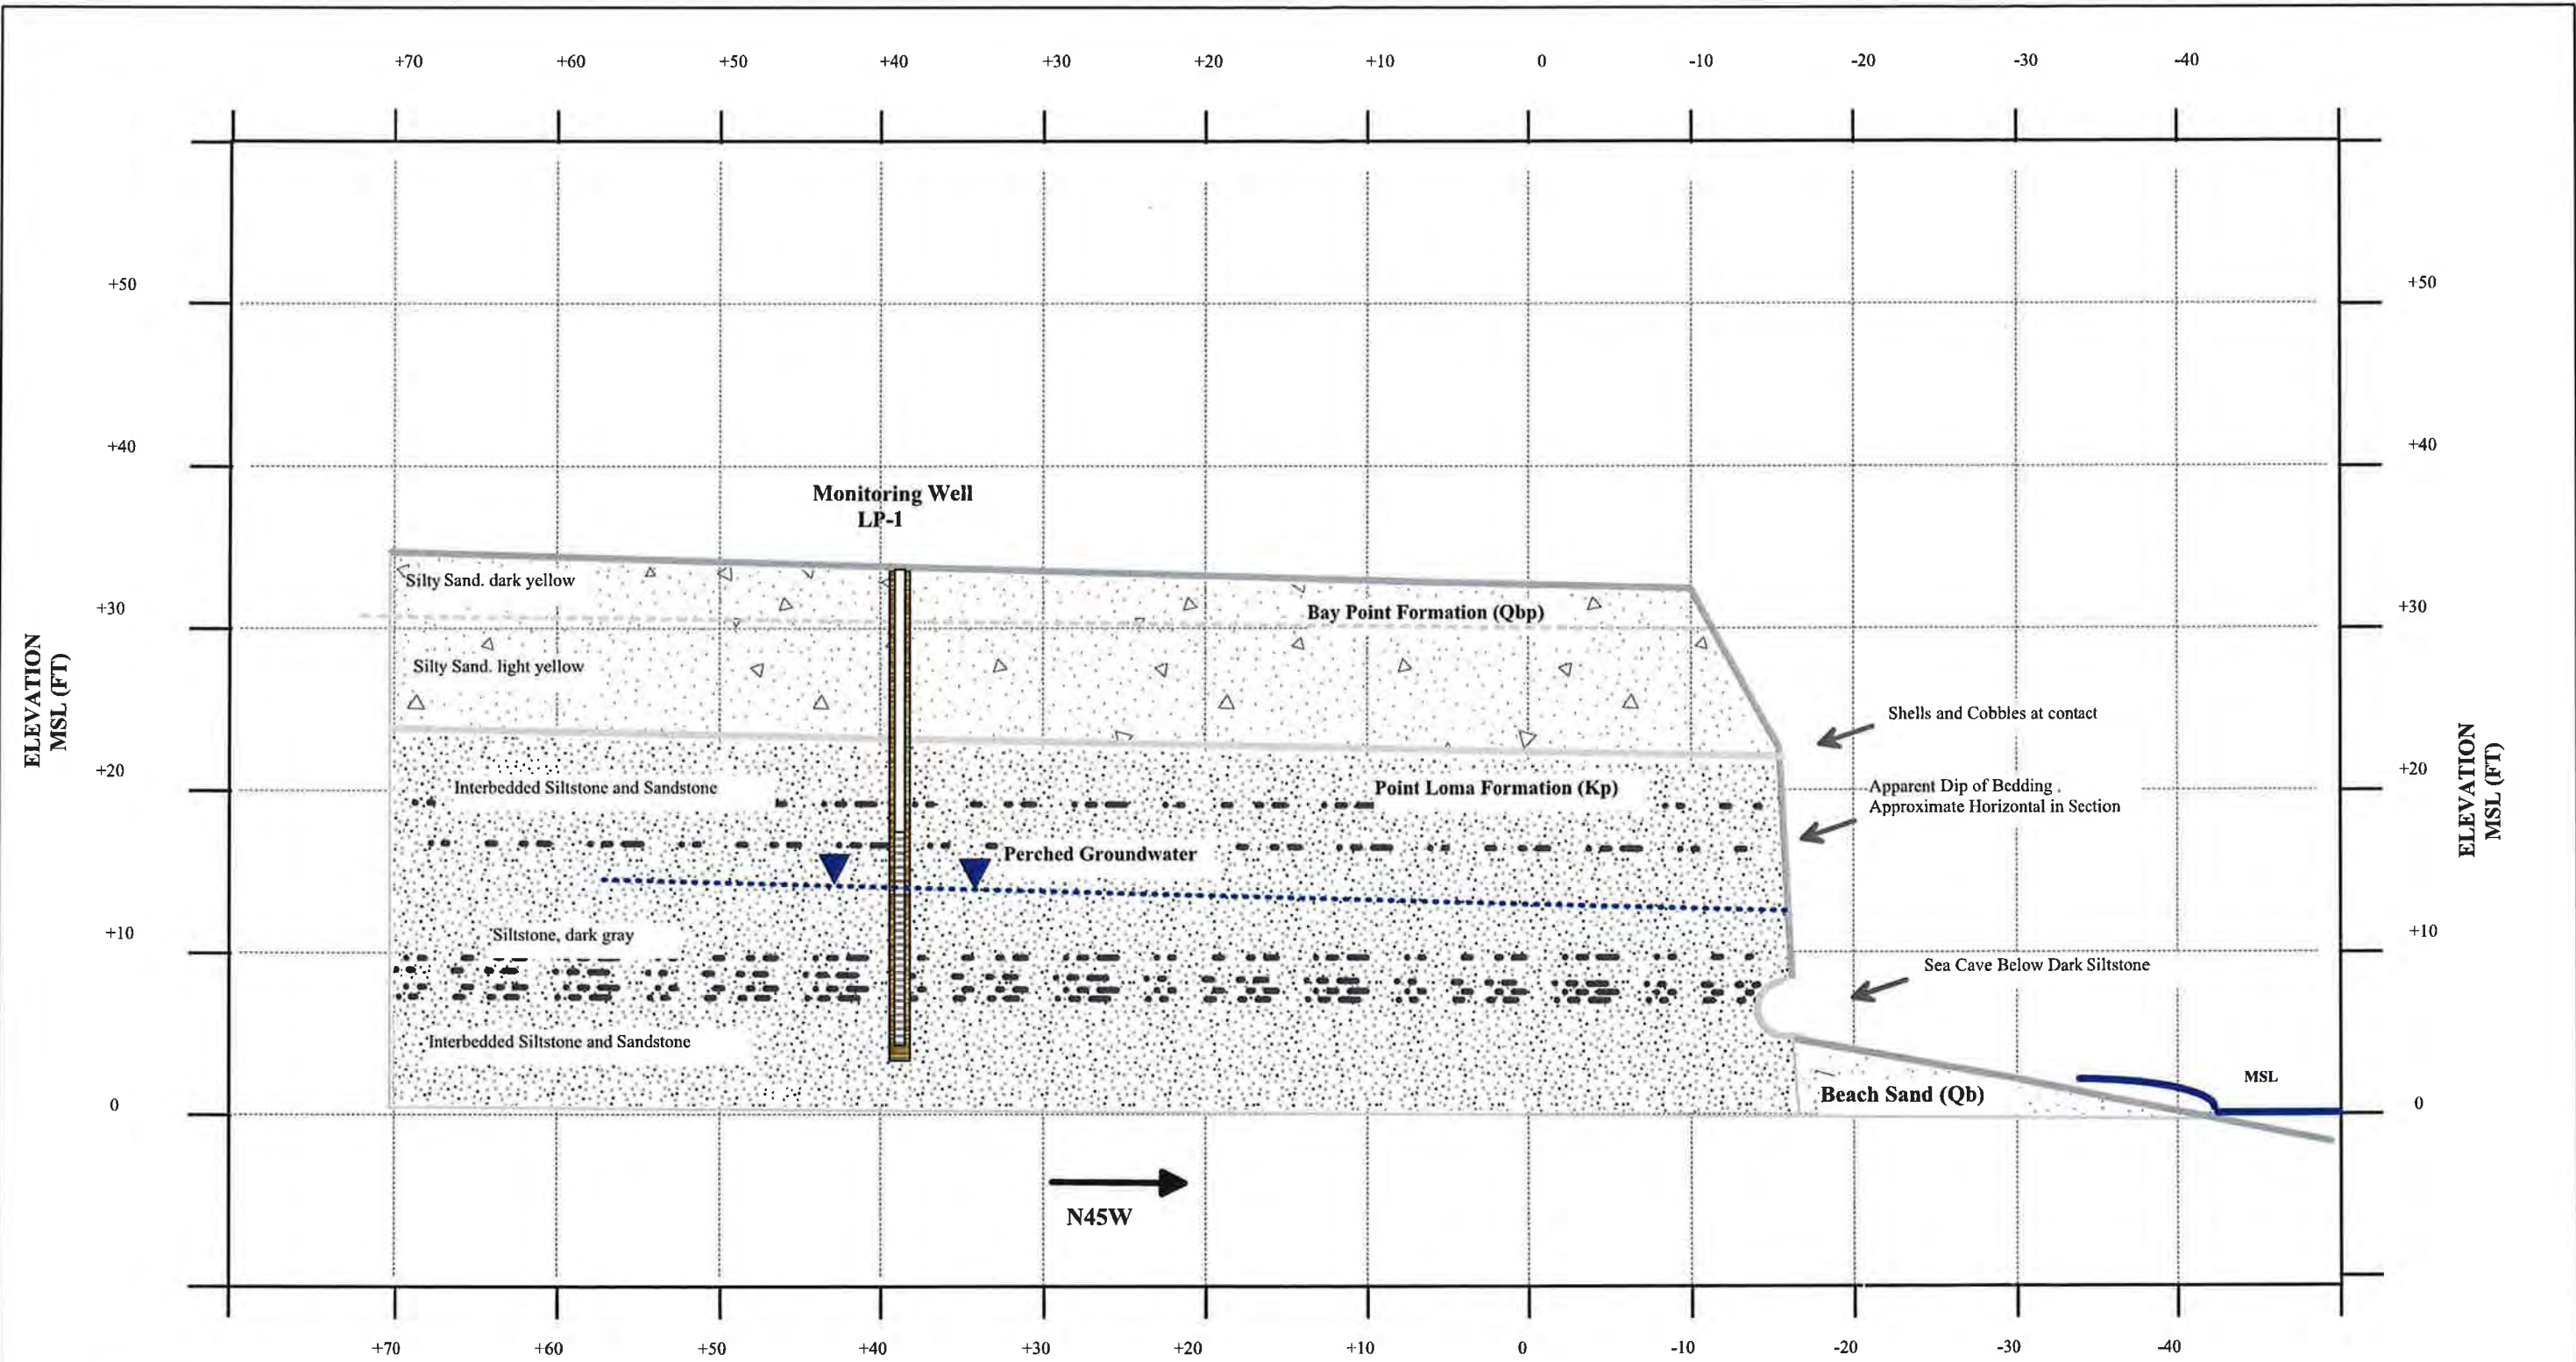 +70 +60 +50 +40 +30 +20 +10 0 -10 -20 -30 -40
+50 +50
+40 +40
Monitoring Well
LP-1
Silty Sand. dark yellow
+30 Bay Point Formation (Qbp) +30
ELEVATION
MSL (FT)
Silty Sand. light yellow
Shells and Cobbles at contact
+20 +20
Interbedded Siltstone and Sandstone
Point Loma Formation (Kp)
Apparent Dip of Bedding
Approximate Horizontal in Section
ELEVATION
MSL (FT)
Perched Groundwater
+10 +10
Siltstone, dark gray
Sea Cave Below Dark Siltstone
Interbedded Siltstone and Sandstone
MSL
Beach Sand (Qb)
0 0
N45W
+70 +60 +50 +40 +30 +20 +10 0 -10 -20 -30 -40